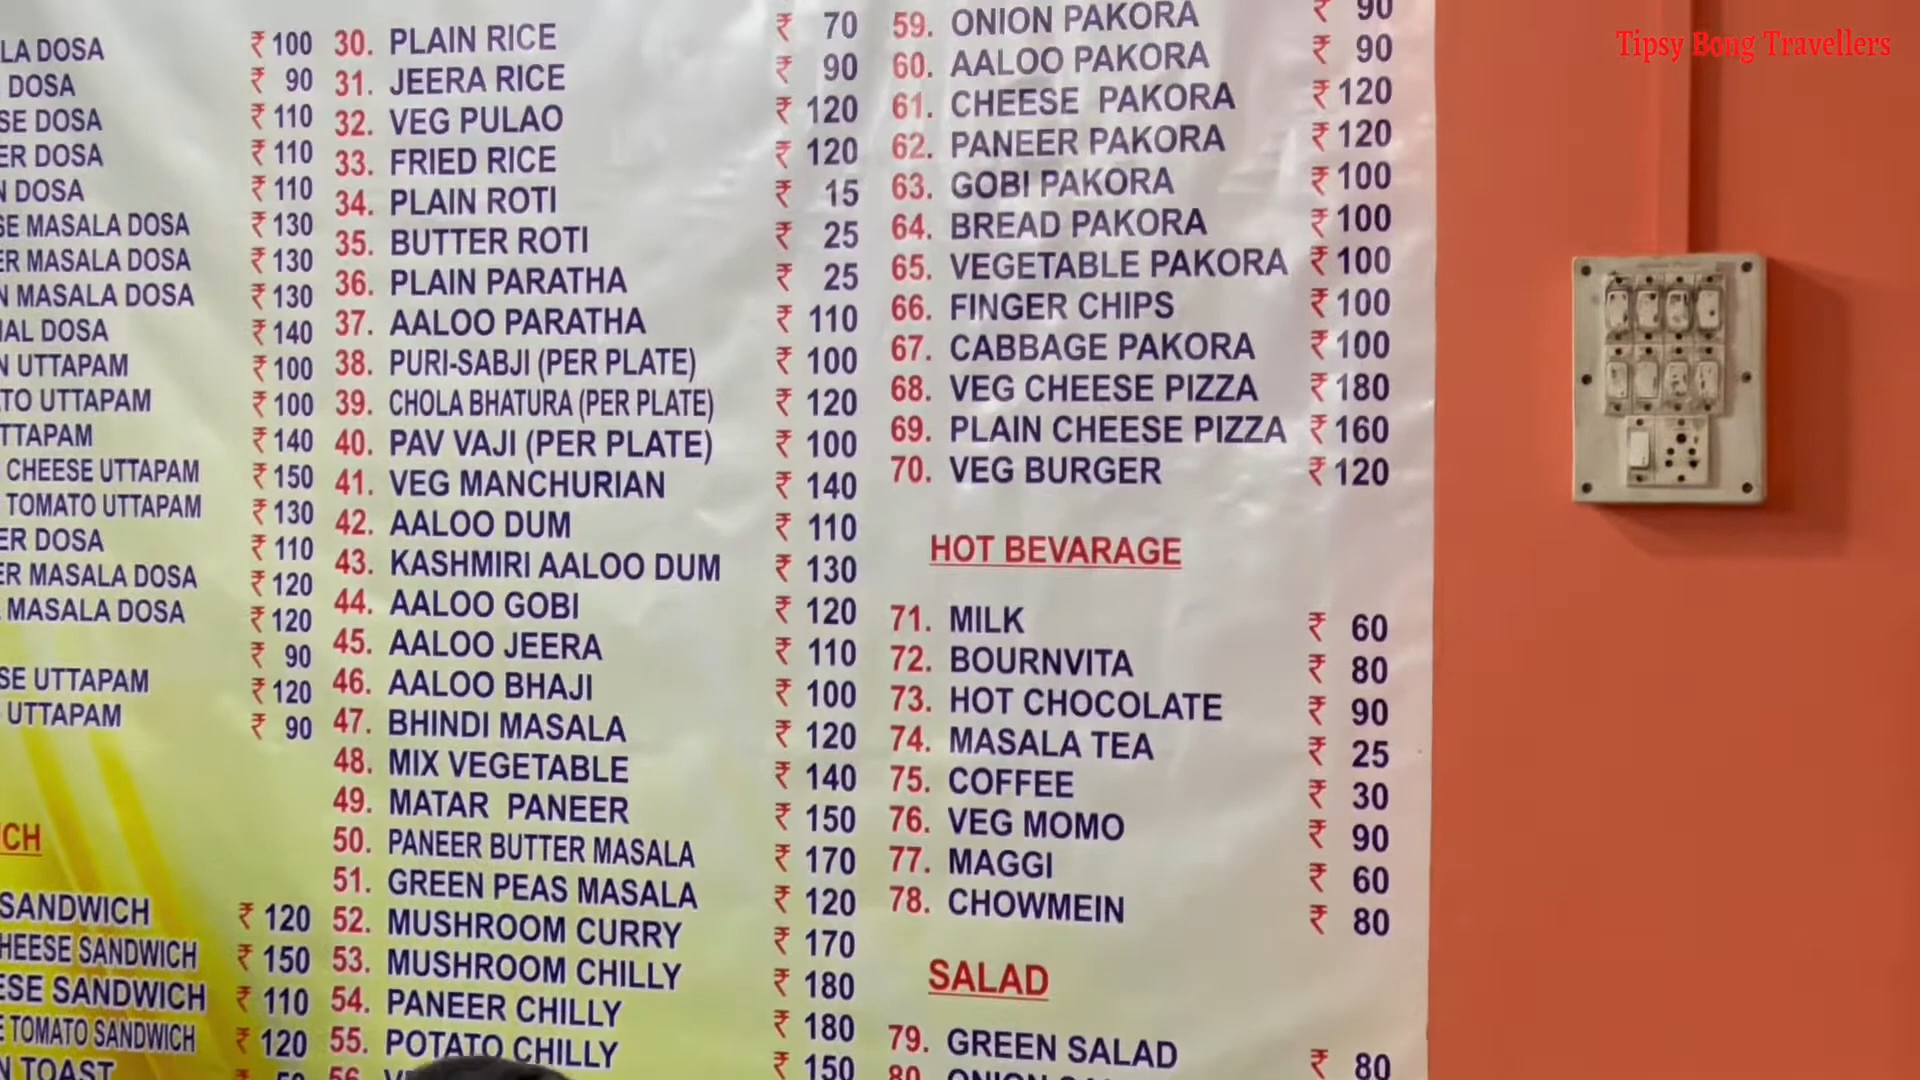 LA DOSA ₹ 100
DOSA ₹ 90
SE DOSA ₹ 110
ER DOSA ₹ 110
N DOSA ₹ 110
SE MASALA DOSA ₹ 130
ER MASALA DOSA ₹ 130
N MASALA DOSA ₹ 130
IAL DOSA ₹ 140
N UTTAPAM ₹ 100
TO UTTAPAM ₹ 100
TTAPAM ₹ 140
CHEESE UTTAPAM ₹ 150
TOMATO UTTAPAM ₹ 130
ER DOSA ₹ 110
ER MASALA DOSA ₹ 120
MASALA DOSA ₹ 120
₹ 90
SE UTTAPAM ₹ 120
UTTAPAM ₹ 90
CH
SANDWICH ₹ 120
HEESE SANDWICH ₹ 150
ESE SANDWICH ₹ 110
TOMATO SANDWICH ₹ 120
N TOAST
30. PLAIN RICE ₹ 70
31. JEERA RICE ₹ 90
32. VEG PULAO ₹ 120
33. FRIED RICE ₹ 120
34. PLAIN ROTI ₹ 15
35. BUTTER ROTI ₹ 25
36. PLAIN PARATHA ₹ 25
37. AALOO PARATHA ₹ 110
38. PURI-SABJI (PER PLATE) ₹ 100
39. CHOLA BHATURA (PER PLATE) ₹ 120
40. PAV VAJI (PER PLATE) ₹ 100
41. VEG MANCHURIAN ₹ 140
42. AALOO DUM ₹ 110
43. KASHMIRI AALOO DUM ₹ 130
44. AALOO GOBI ₹ 120
45. AALOO JEERA ₹ 110
46. AALOO BHAJI ₹ 100
47. BHINDI MASALA ₹ 120
48. MIX VEGETABLE ₹ 140
49. MATAR PANEER ₹ 150
50. PANEER BUTTER MASALA ₹ 170
51. GREEN PEAS MASALA ₹ 120
52. MUSHROOM CURRY ₹ 170
53. MUSHROOM CHILLY ₹ 180
54. PANEER CHILLY ₹ 180
55. POTATO CHILLY ₹ 150
56.
59. ONION PAKORA ₹ 90
60. AALOO PAKORA ₹ 90
61. CHEESE PAKORA ₹ 120
62. PANEER PAKORA ₹ 120
63. GOBI PAKORA ₹ 100
64. BREAD PAKORA ₹ 100
65. VEGETABLE PAKORA ₹ 100
66. FINGER CHIPS ₹ 100
67. CABBAGE PAKORA ₹ 100
68. VEG CHEESE PIZZA ₹ 180
69. PLAIN CHEESE PIZZA ₹ 160
70. VEG BURGER ₹ 120
HOT BEVARAGE
71. MILK ₹ 60
72. BOURNVITA ₹ 80
73. HOT CHOCOLATE ₹ 90
74. MASALA TEA ₹ 25
75. COFFEE ₹ 30
76. VEG MOMO ₹ 90
77. MAGGI ₹ 60
78. CHOWMEIN ₹ 80
SALAD
79. GREEN SALAD ₹ 80
80. ONION
Tipsy Bong Travellers